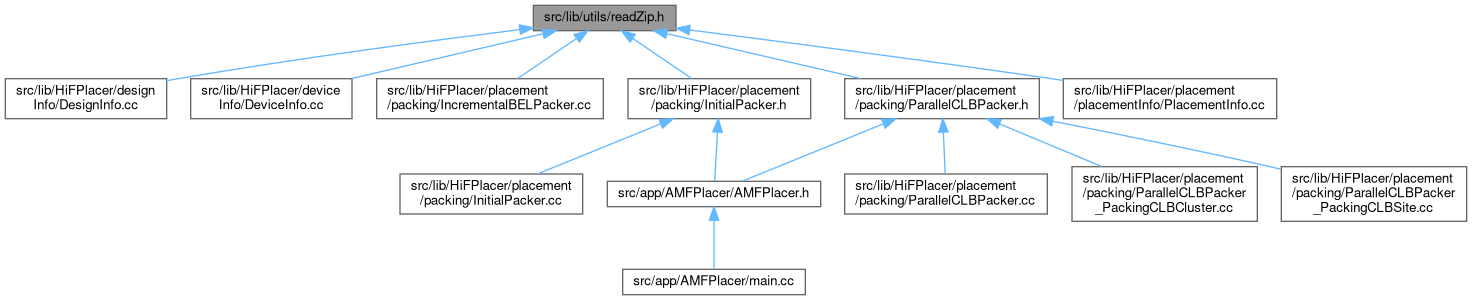 src/lib/utils/readZip.h
src/lib/HiFPlacer/design
Info/DesignInfo.cc
src/lib/HiFPlacer/device
Info/DeviceInfo.cc
src/lib/HiFPlacer/placement
/packing/IncrementalBELPacker.cc
src/lib/HiFPlacer/placement
/packing/InitialPacker.h
src/lib/HiFPlacer/placement
/packing/ParallelCLBPacker.h
src/lib/HiFPlacer/placement
/placementInfo/PlacementInfo.cc
src/lib/HiFPlacer/placement
/packing/InitialPacker.cc
src/app/AMFPlacer/AMFPlacer.h
src/lib/HiFPlacer/placement
/packing/ParallelCLBPacker.cc
src/lib/HiFPlacer/placement
/packing/ParallelCLBPacker
_PackingCLBCluster.cc
src/lib/HiFPlacer/placement
/packing/ParallelCLBPacker
_PackingCLBSite.cc
src/app/AMFPlacer/main.cc